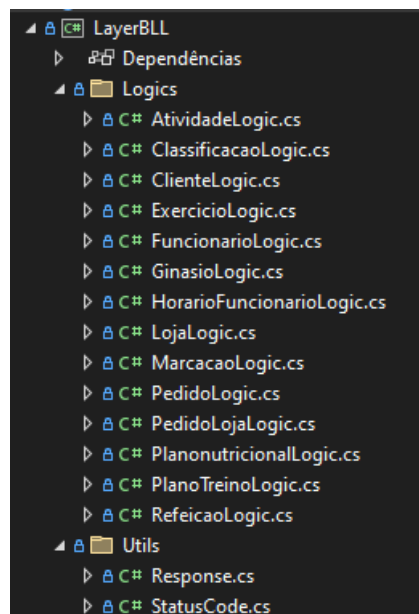 C# LayerBLL
Dependências
Logics
C# AtividadeLogic.cs
C# ClassificacaoLogic.cs
C# ClienteLogic.cs
C# ExercicioLogic.cs
C# FuncionarioLogic.cs
C# GinasioLogic.cs
C# HorarioFuncionarioLogic.cs
C# LojaLogic.cs
C# MarcacaoLogic.cs
C# PedidoLogic.cs
C# PedidoLojaLogic.cs
C# PlanonutricionalLogic.cs
C# PlanoTreinoLogic.cs
C# RefeicaoLogic.cs
Utils
C# Response.cs
C# StatusCode.cs